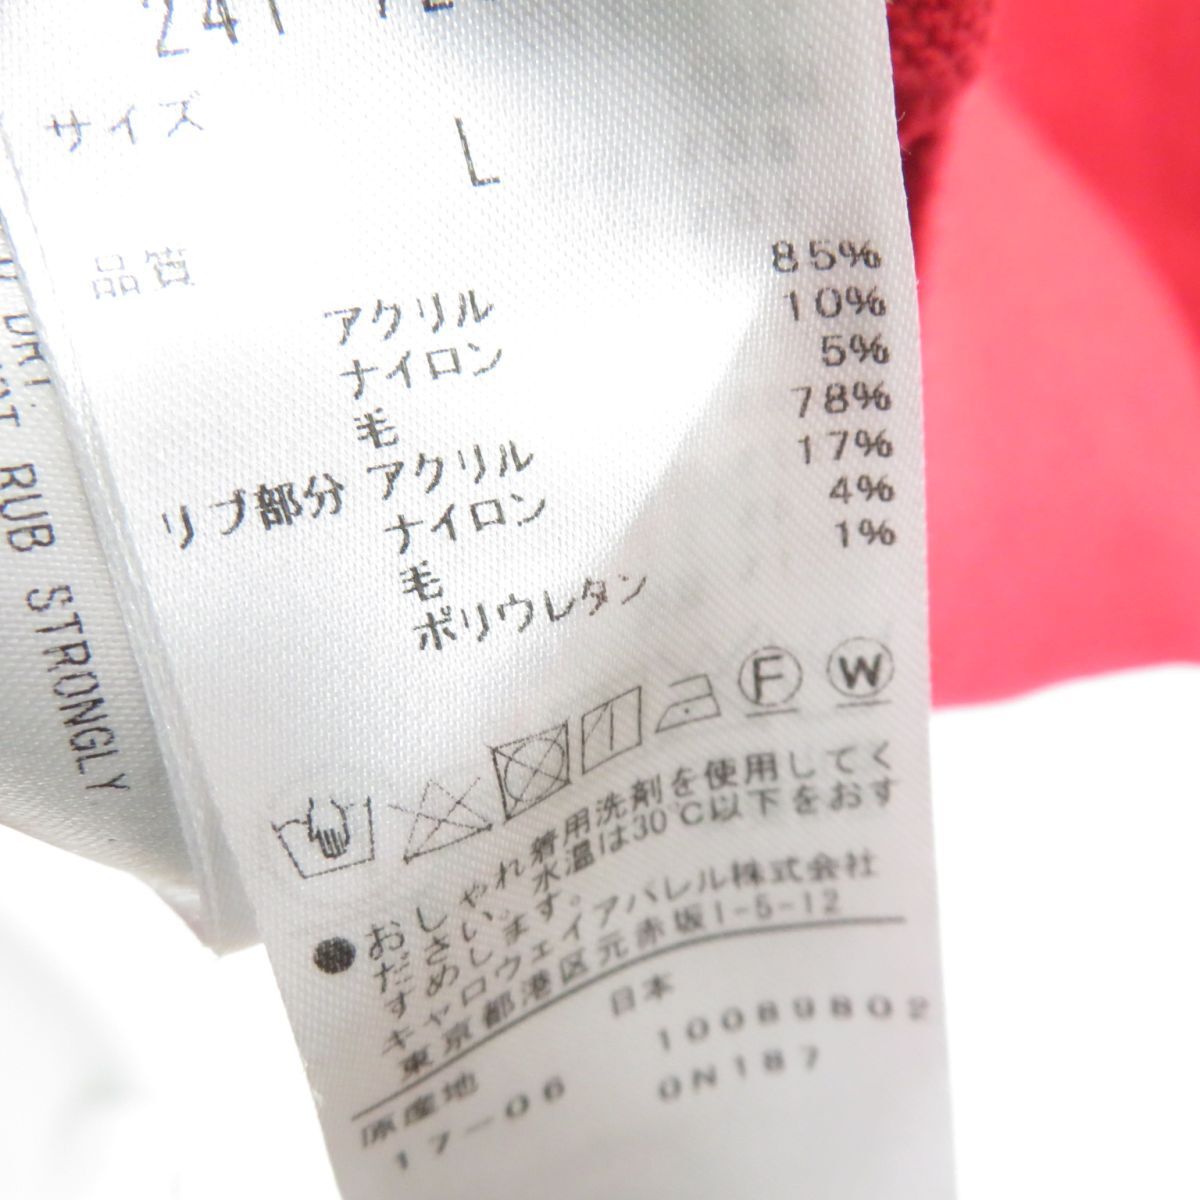 241
サイズ L
品質
アクリル 85%
ナイロン 10%
毛 5%
リブ部分 アクリル 78%
ナイロン 17%
毛 4%
ポリウレタン 1%
F W
●おしゃれ着用洗剤を使用してく
ださい。水温は30℃以下をおす
すめします。
キャロウェイアパレル株式会社
東京都港区元赤坂1-5-12
原産地 日本
17-06 10089802
0N187
DRY
RUB STRONGLY